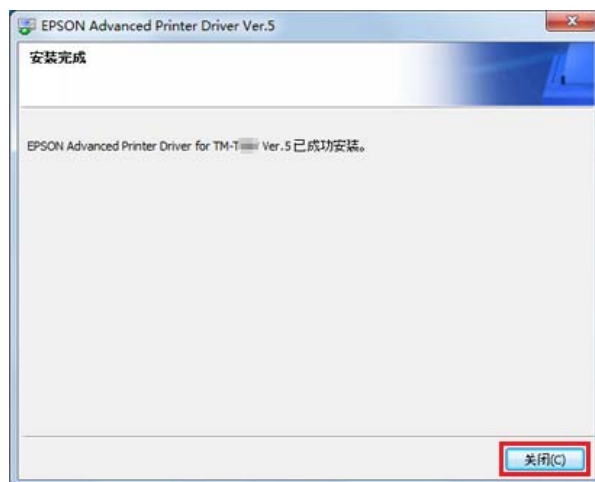 EPSON Advanced Printer Driver Ver.5
安装完成
EPSON Advanced Printer Driver for TM-T Ver.5已成功安装。
关闭(C)